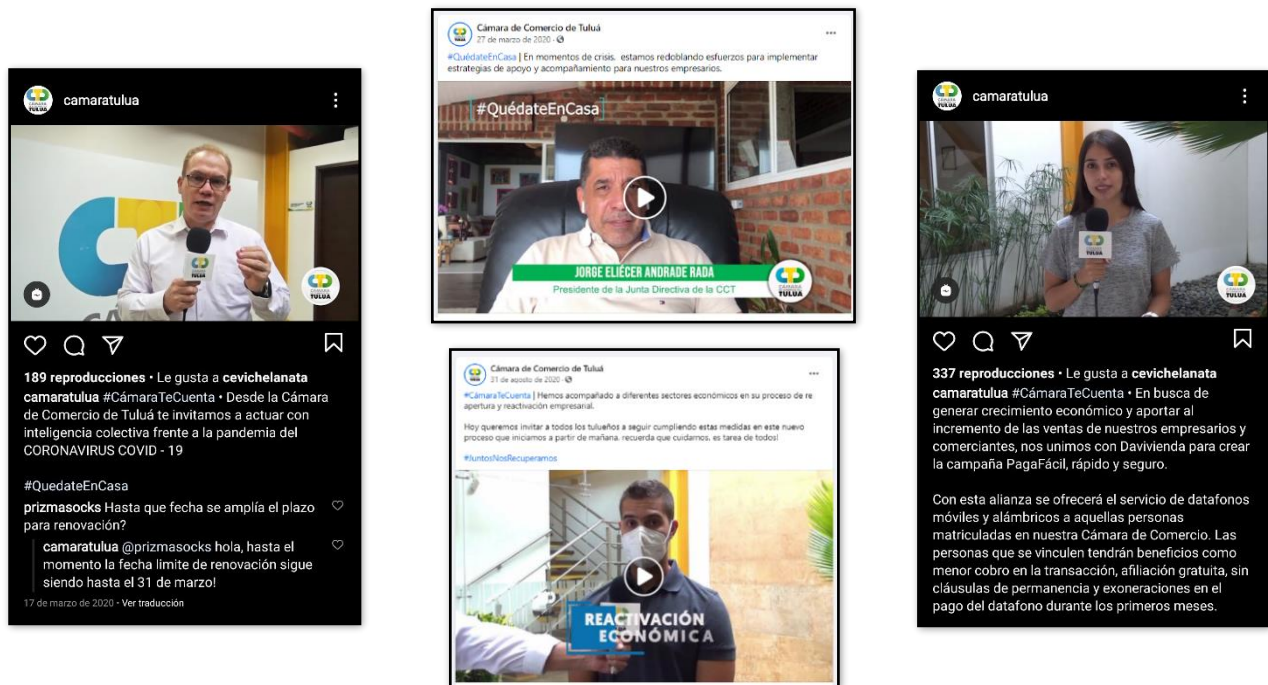 camaratulua
CÁMARA
TULUA
CÁMARA
TULUA
189 reproducciones • Le gusta a cevichelanata
camaratulua #CámaraTeCuenta • Desde la Cámara
de Comercio de Tuluá te invitamos a actuar con
inteligencia colectiva frente a la pandemia del
CORONAVIRUS COVID - 19
#QuedateEnCasa
prizmasocks Hasta que fecha se amplía el plazo
para renovación?
camaratulua @prizmasocks hola, hasta el
momento la fecha limite de renovación sigue
siendo hasta el 31 de marzo!
17 de marzo de 2020 • Ver traducción
Cámara de Comercio de Tuluá
27 de marzo de 2020 ·
#QuédateEnCasa | En momentos de crisis, estamos redoblando esfuerzos para implementar
estrategias de apoyo y acompañamiento para nuestros empresarios.
#QuédateEnCasa
JORGE ELIÉCER ANDRADE RADA
Presidente de la Junta Directiva de la CCT
CÁMARA
TULUA
Cámara de Comercio de Tuluá
31 de agosto de 2020 ·
#CámaraTeCuenta | Hemos acompañado a diferentes sectores económicos en su proceso de re
apertura y reactivación empresarial.
Hoy queremos invitar a todos los tulueños a seguir cumpliendo estas medidas en este nuevo
proceso que iniciamos a partir de mañana, recuerda que cuidarnos, es tarea de todos!
#JuntosNosRecuperamos
REACTIVACIÓN
ECONÓMICA
camaratulua
CÁMARA
TULUA
CÁMARA
TULUA
337 reproducciones • Le gusta a cevichelanata
camaratulua #CámaraTeCuenta • En busca de
generar crecimiento económico y aportar al
incremento de las ventas de nuestros empresarios y
comerciantes, nos unimos con Davivienda para crear
la campaña PagaFácil, rápido y seguro.
Con esta alianza se ofrecerá el servicio de datafonos
móviles y alámbricos a aquellas personas
matriculadas en nuestra Cámara de Comercio. Las
personas que se vinculen tendrán beneficios como
menor cobro en la transacción, afiliación gratuita, sin
cláusulas de permanencia y exoneraciones en el
pago del datafono durante los primeros meses.